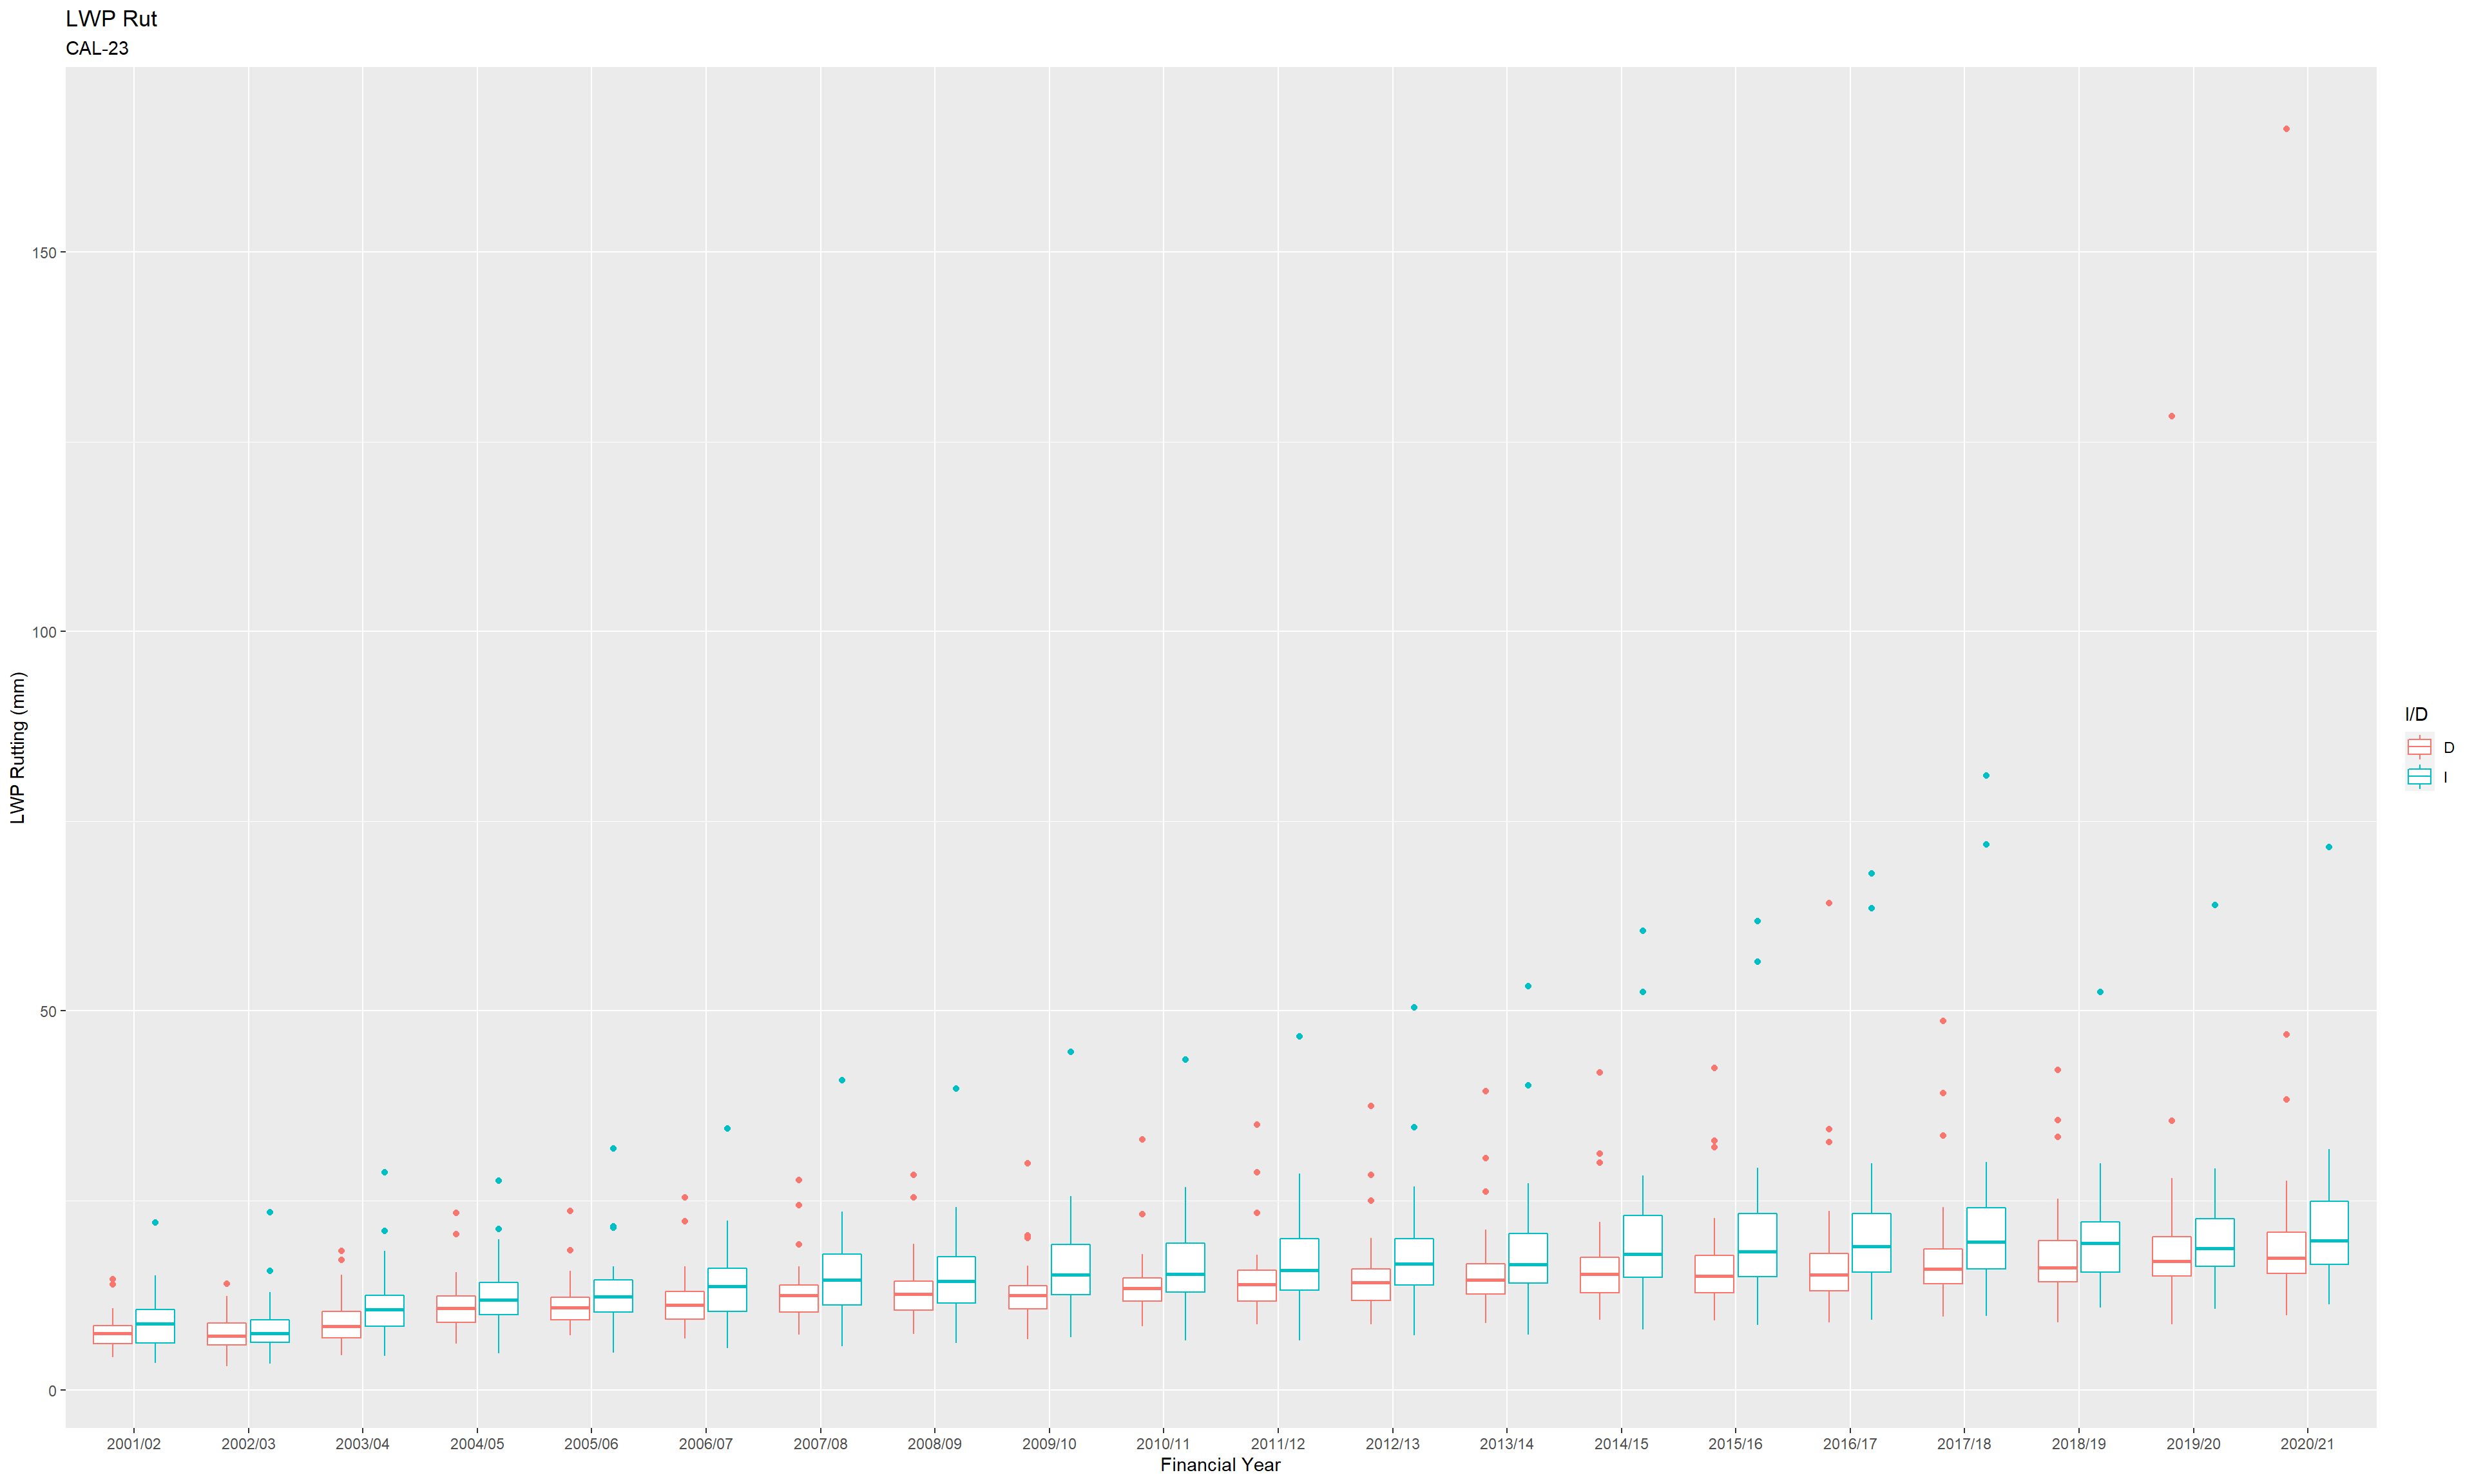 LWP Rut
CAL-23
LWP Rutting (mm)
150
100
50
0
2001/02 2002/03 2003/04 2004/05 2005/06 2006/07 2007/08 2008/09 2009/10 2010/11 2011/12 2012/13 2013/14 2014/15 2015/16 2016/17 2017/18 2018/19 2019/20 2020/21
Financial Year
I/D
D
I